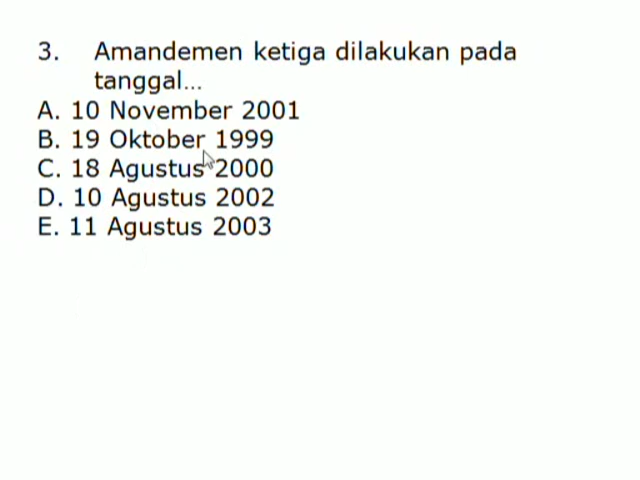 3. Amandemen ketiga dilakukan pada
tanggal...
A. 10 November 2001
B. 19 Oktober 1999
C. 18 Agustus 2000
D. 10 Agustus 2002
E. 11 Agustus 2003